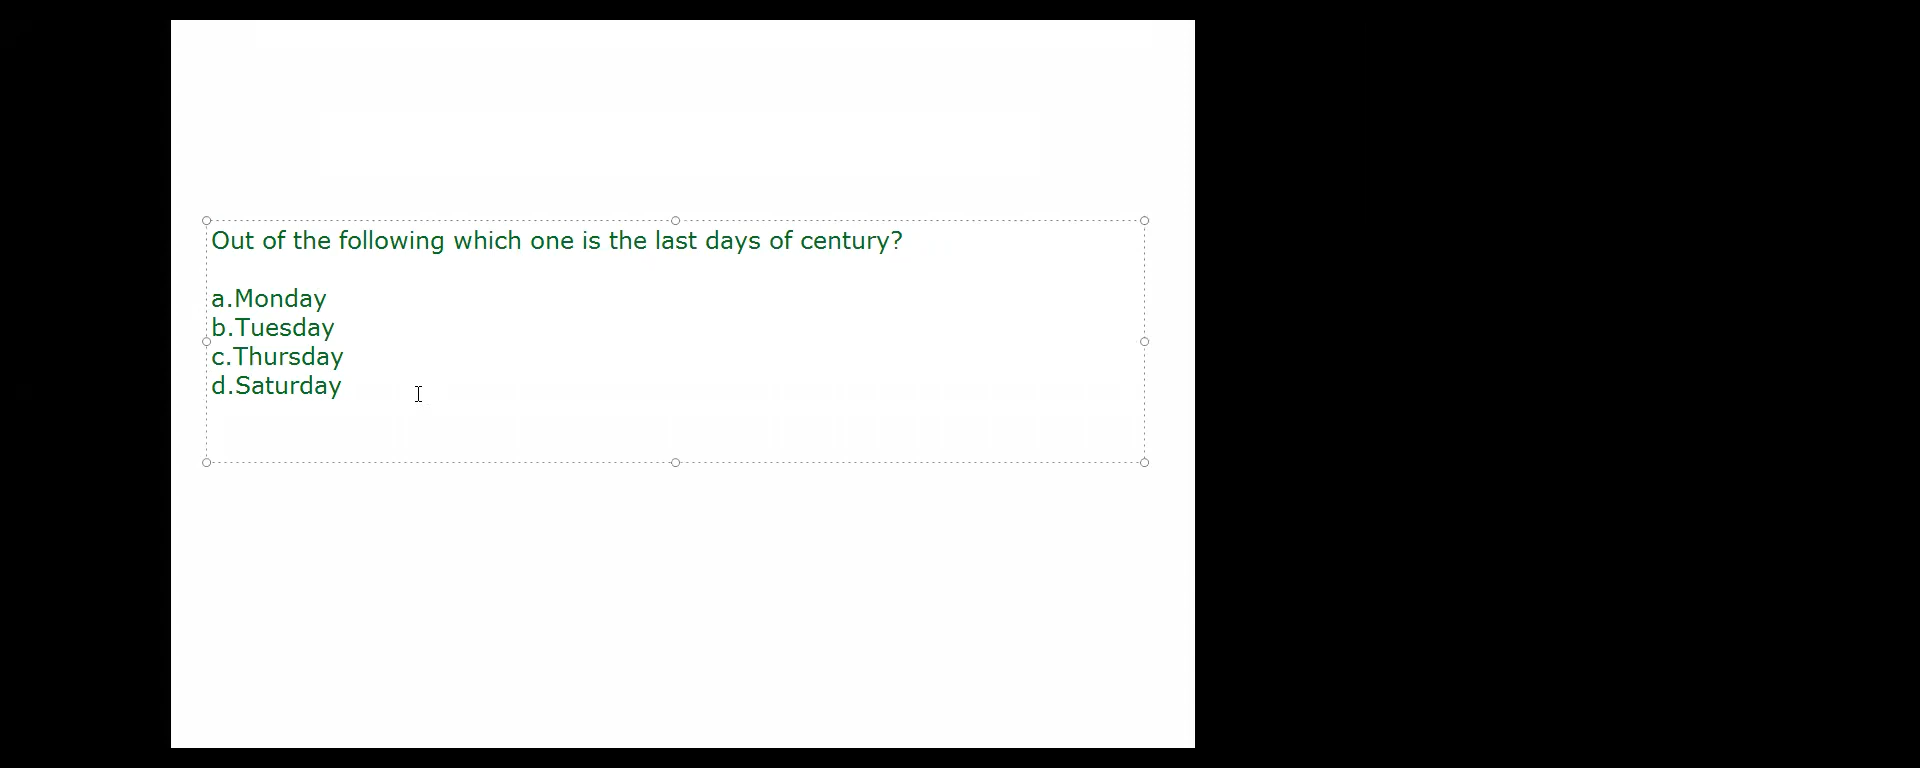 Out of the following which one is the last days of century?
a.Monday
b.Tuesday
c.Thursday
d.Saturday